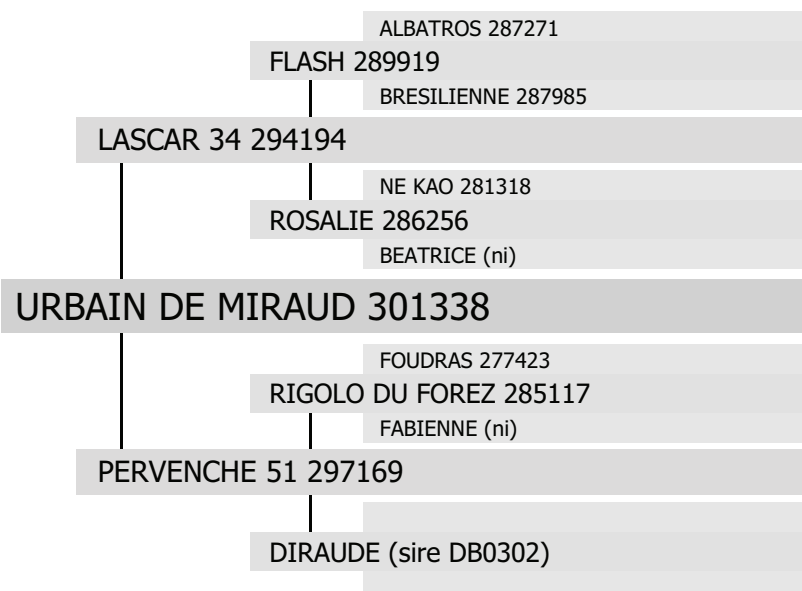 ALBATROS 287271
FLASH 289919
BRESILIENNE 287985
LASCAR 34 294194
NE KAO 281318
ROSALIE 286256
BEATRICE (ni)
URBAIN DE MIRAUD 301338
FOUDRAS 277423
RIGOLO DU FOREZ 285117
FABIENNE (ni)
PERVENCHE 51 297169
DIRAUDE (sire DB0302)